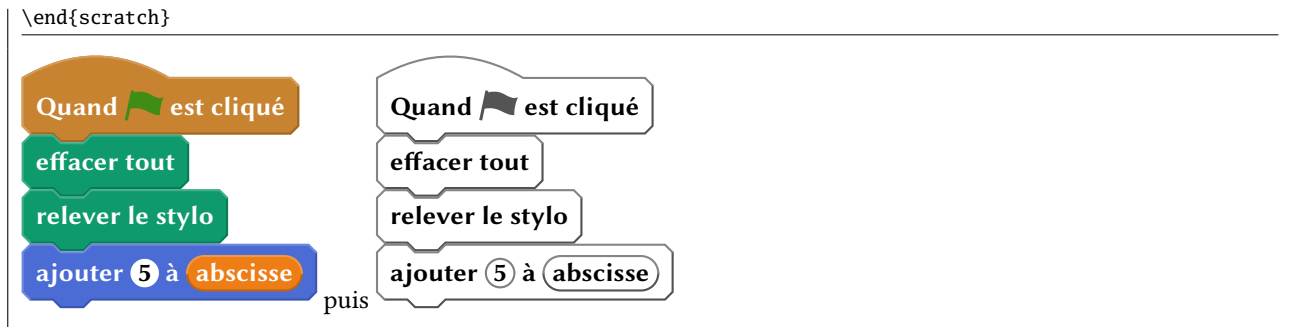 \end{scratch}
Quand est cliqué
effacer tout
relever le stylo
ajouter 5 à abscisse
puis
Quand est cliqué
effacer tout
relever le stylo
ajouter 5 à abscisse